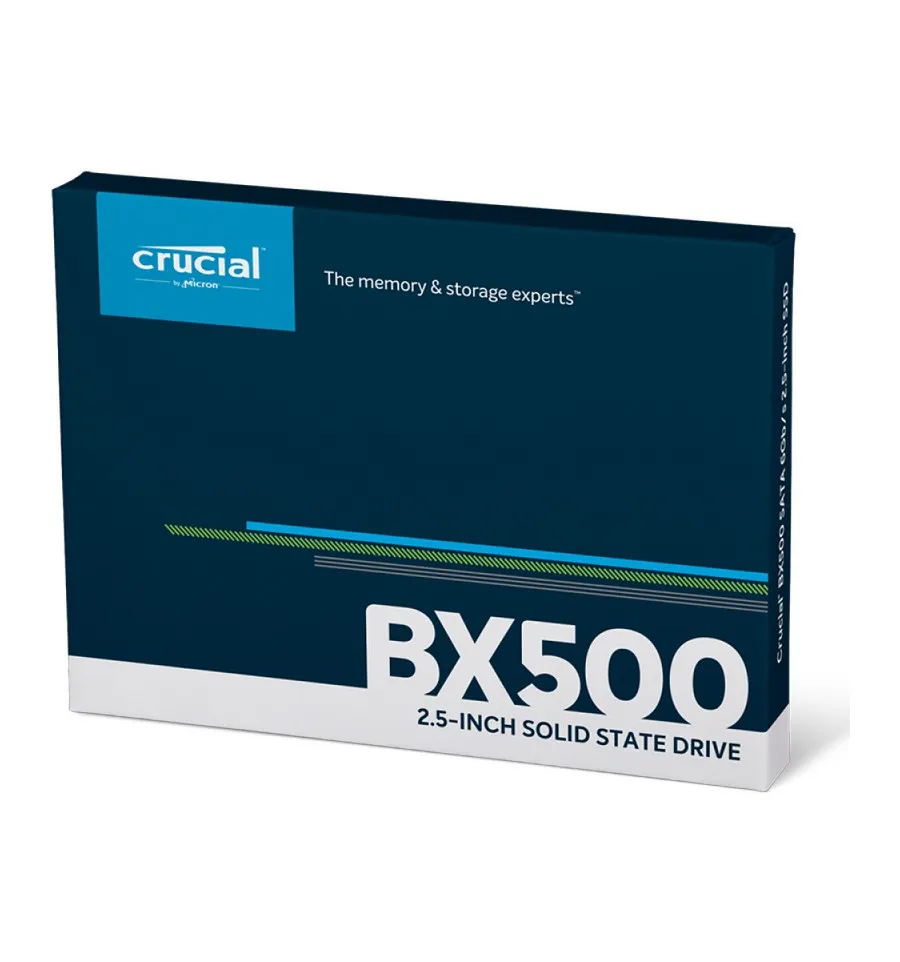 crucial™
by Micron®
The memory & storage experts™
BX500
2.5-INCH SOLID STATE DRIVE
Crucial® BX500 SATA 6Gb/s 2.5-inch SSD